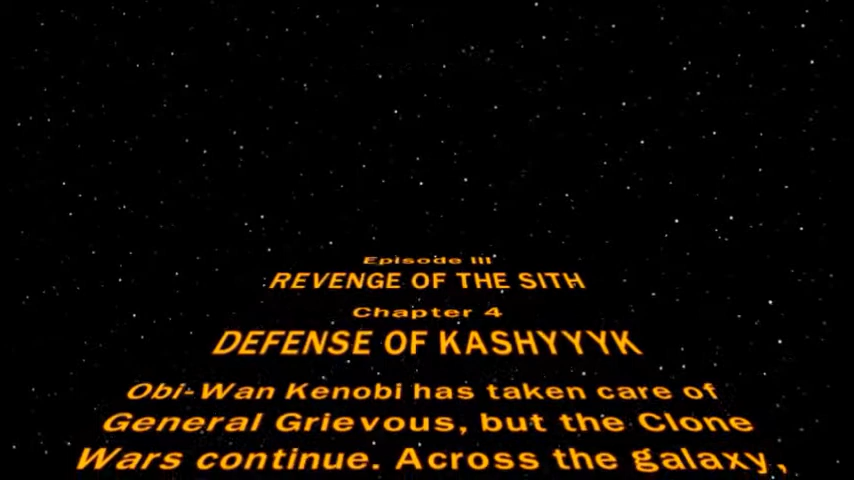 Episode III
REVENGE OF THE SITH
Chapter 4
DEFENSE OF KASHYYYK
Obi-Wan Kenobi has taken care of
General Grievous, but the Clone
Wars continue. Across the galaxy,